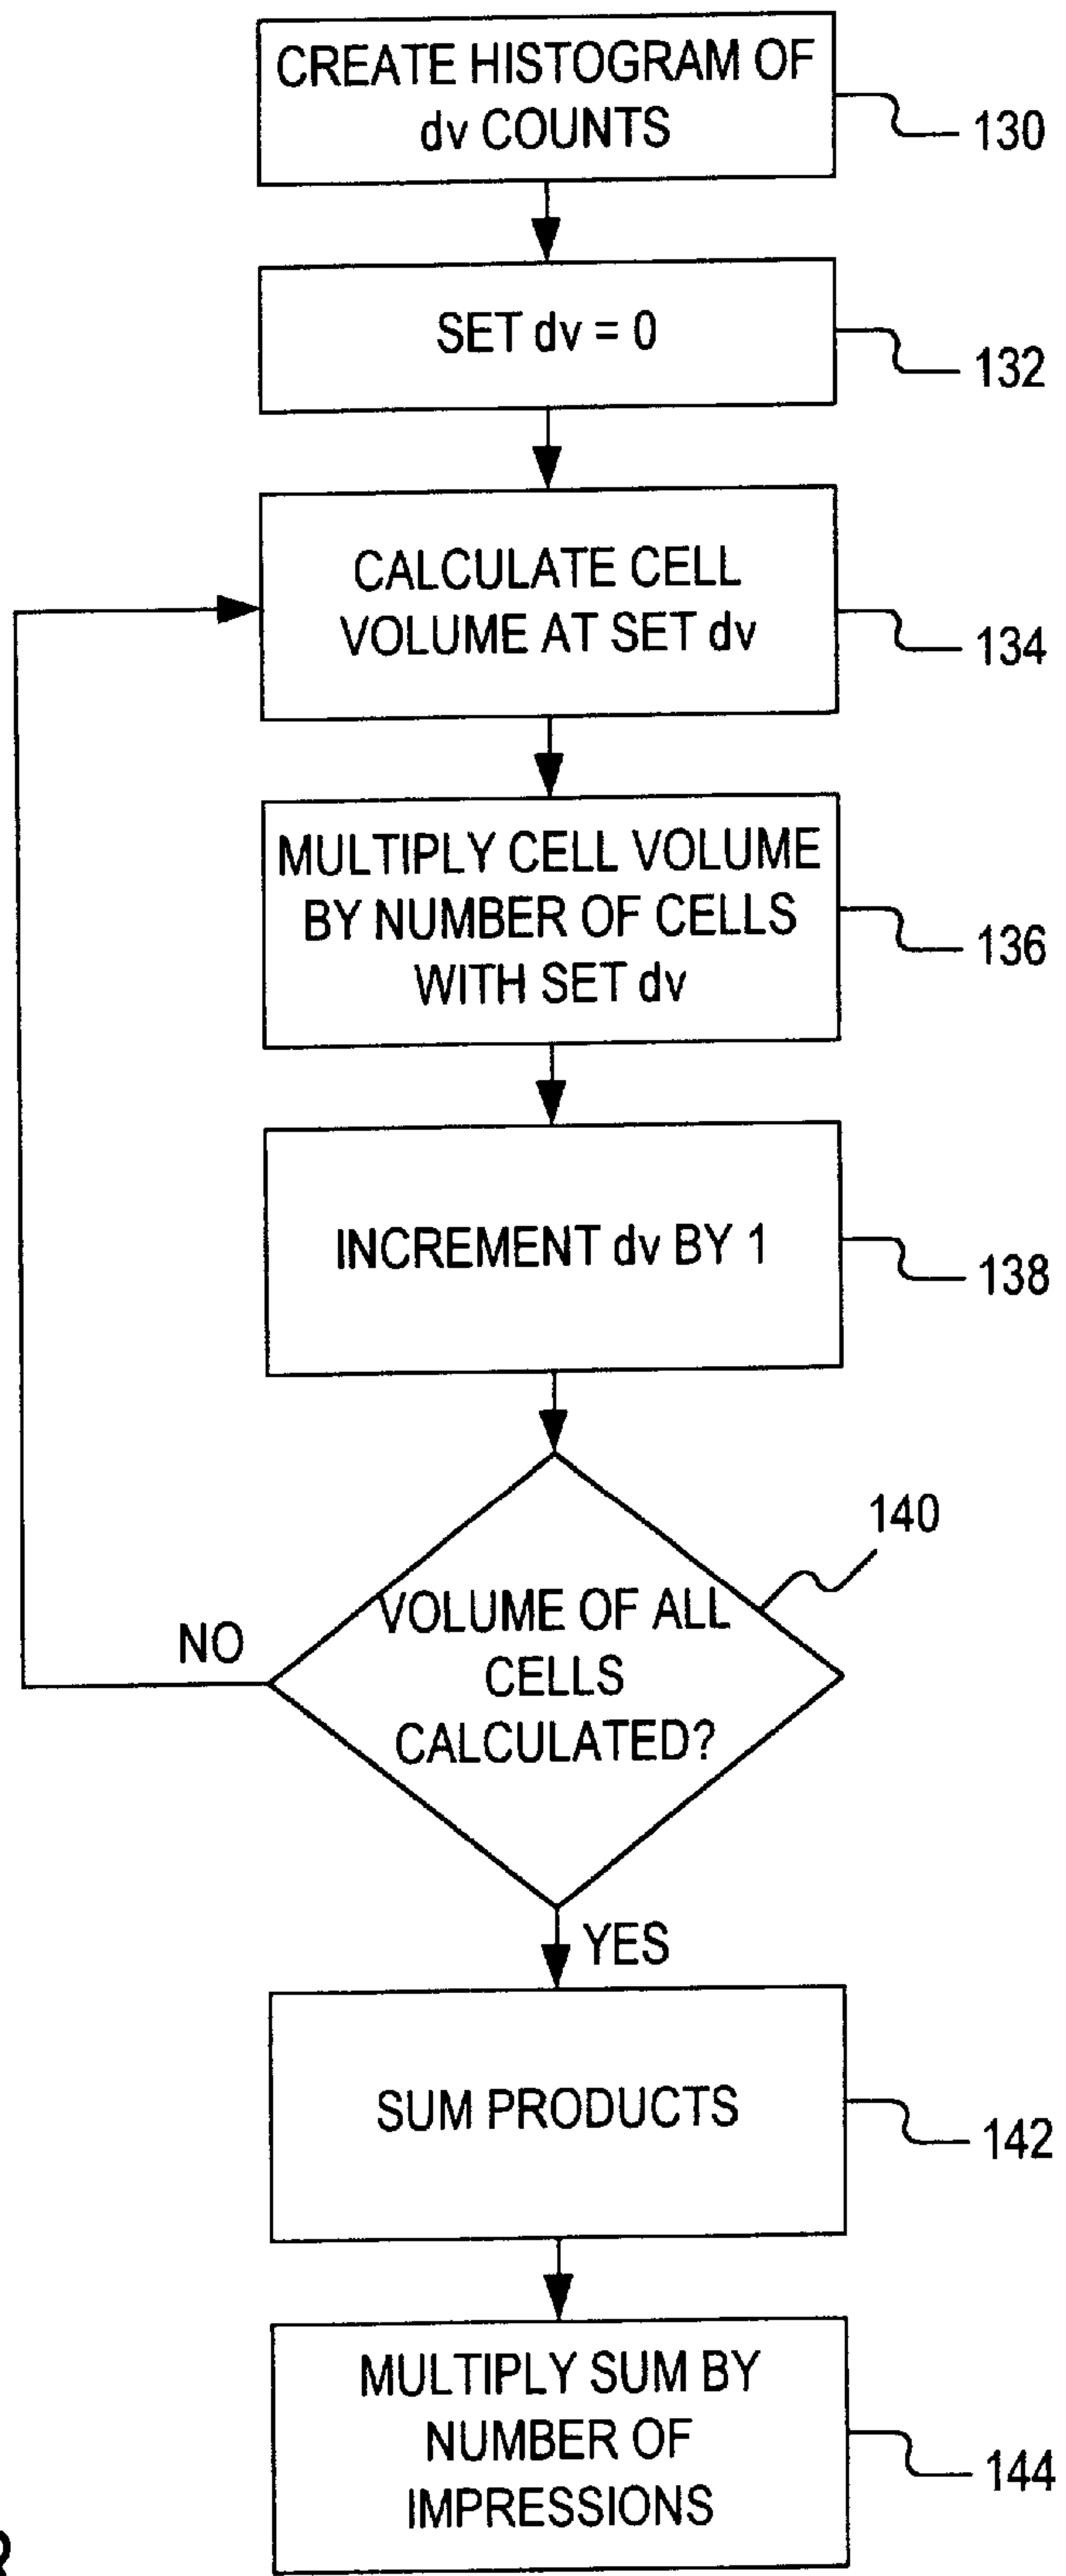 CREATE HISTOGRAM OF
dv COUNTS
130
SET dv = 0
132
CALCULATE CELL
VOLUME AT SET dv
134
MULTIPLY CELL VOLUME
BY NUMBER OF CELLS
WITH SET dv
136
INCREMENT dv BY 1
138
140
VOLUME OF ALL
CELLS
CALCULATED?
NO
YES
SUM PRODUCTS
142
MULTIPLY SUM BY
NUMBER OF
IMPRESSIONS
144